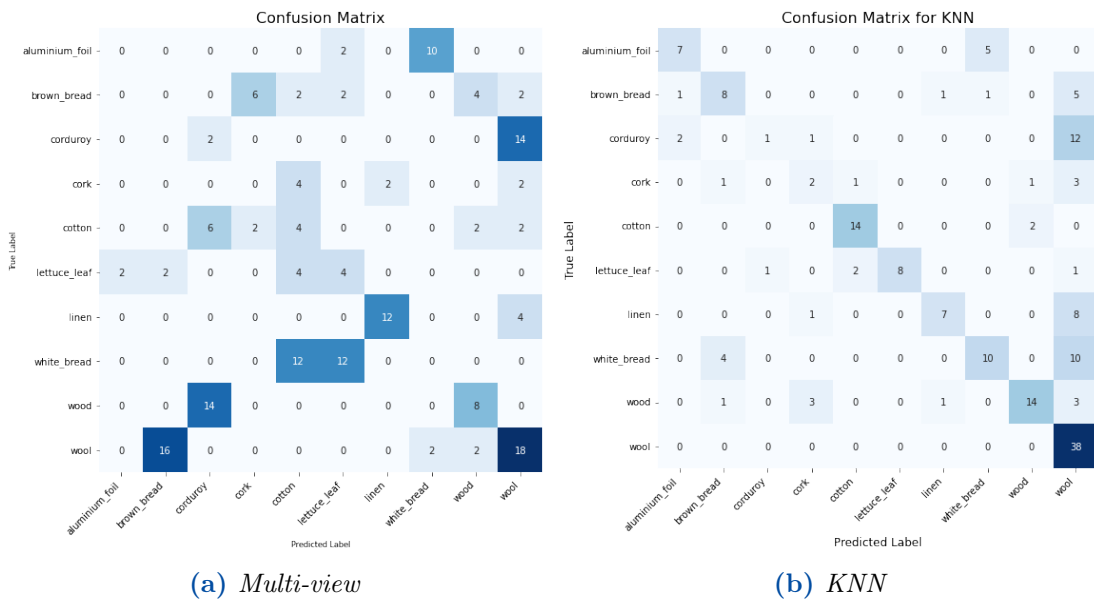 Confusion Matrix
aluminium_foil 0 0 0 0 0 2 0 10 0 0
brown_bread 0 0 0 6 2 2 0 0 4 2
corduroy 0 0 2 0 0 0 0 0 0 14
cork 0 0 0 0 4 0 2 0 0 2
cotton 0 0 6 2 4 0 0 0 2 2
lettuce_leaf 2 2 0 0 4 4 0 0 0 0
linen 0 0 0 0 0 0 12 0 0 4
white_bread 0 0 0 0 12 12 0 0 0 0
wood 0 0 14 0 0 0 0 0 8 0
wool 0 16 0 0 0 0 0 2 2 18
True Label
aluminium_foil brown_bread corduroy cork cotton lettuce_leaf linen white_bread wood wool
Predicted Label
(a) Multi-view
Confusion Matrix for KNN
aluminium_foil 7 0 0 0 0 0 0 5 0 0
brown_bread 1 8 0 0 0 0 1 1 0 5
corduroy 2 0 1 1 0 0 0 0 0 12
cork 0 1 0 2 1 0 0 0 1 3
cotton 0 0 0 0 14 0 0 0 2 0
lettuce_leaf 0 0 1 0 2 8 0 0 0 1
linen 0 0 0 1 0 0 7 0 0 8
white_bread 0 4 0 0 0 0 0 10 0 10
wood 0 1 0 3 0 0 1 0 14 3
wool 0 0 0 0 0 0 0 0 0 38
True Label
aluminium_foil brown_bread corduroy cork cotton lettuce_leaf linen white_bread wood wool
Predicted Label
(b) KNN